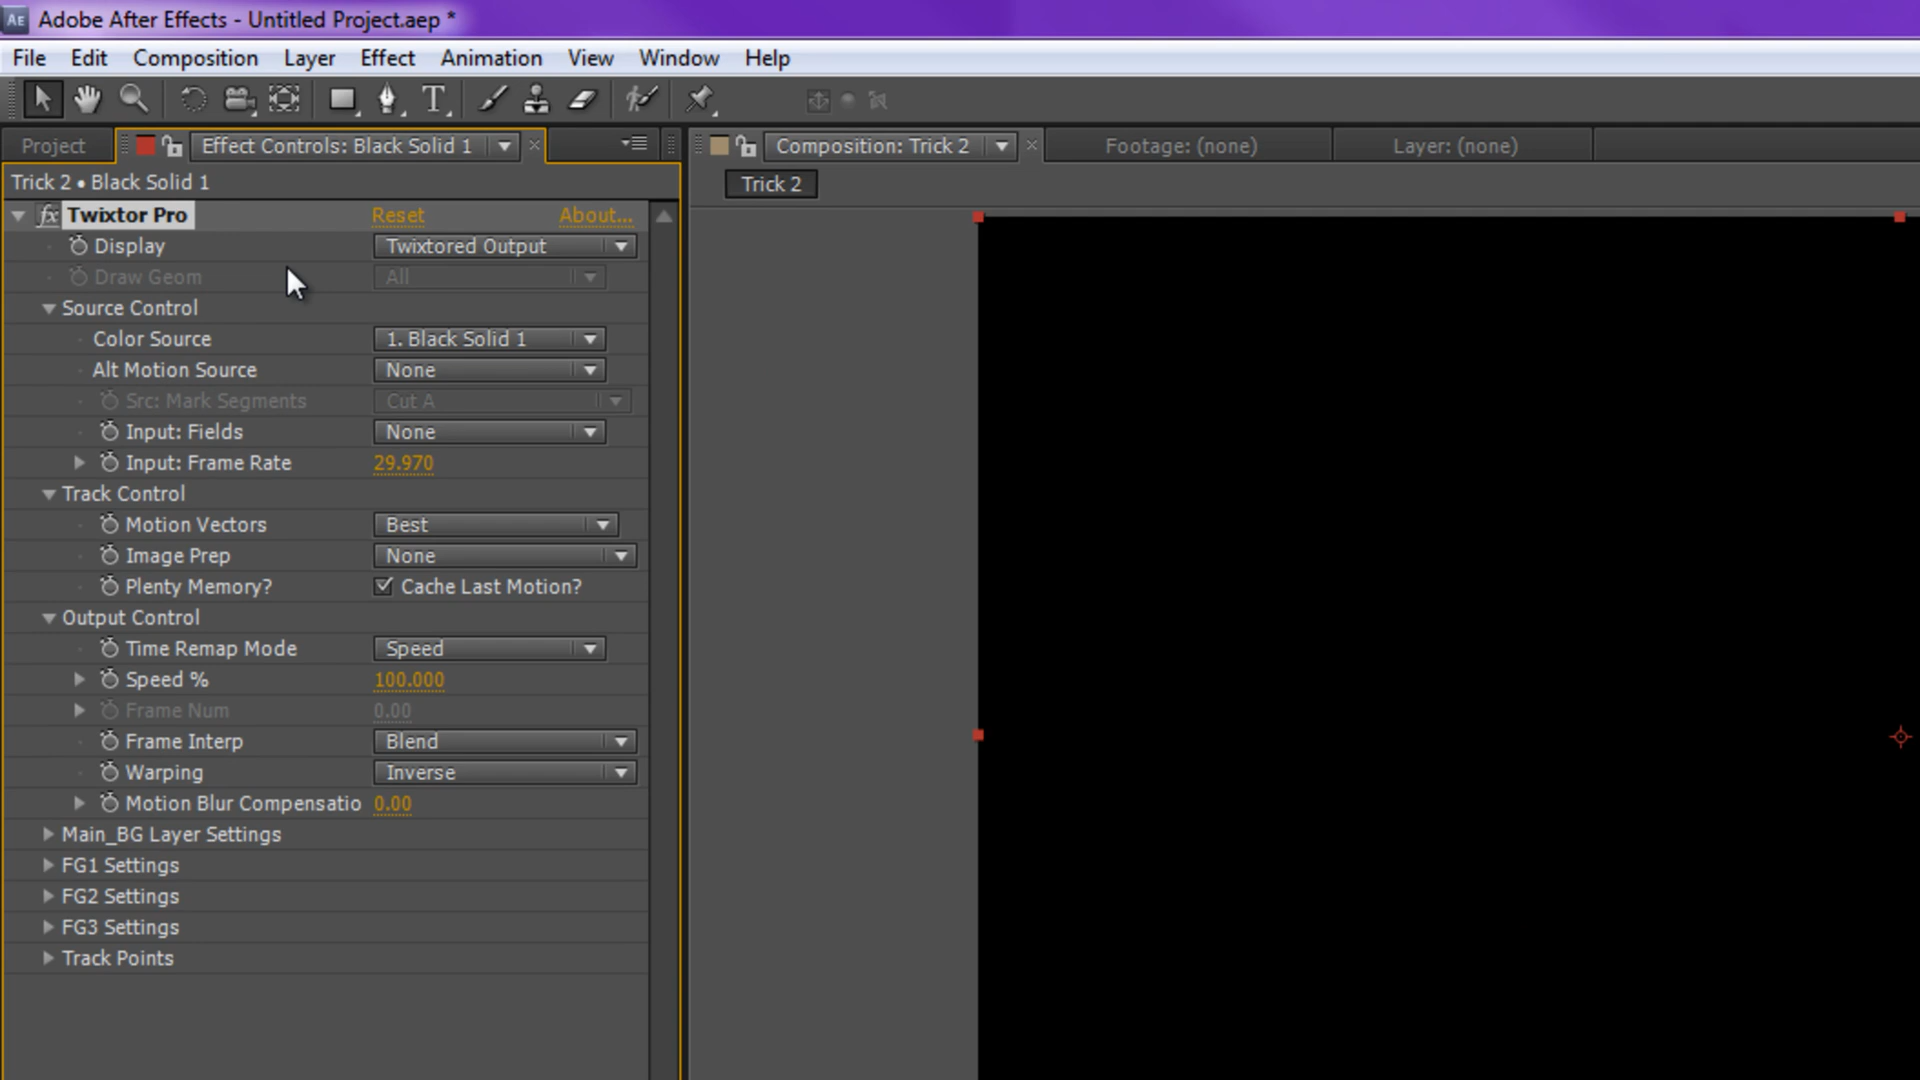 AE Adobe After Effects - Untitled Project.aep *
File Edit Composition Layer Effect Animation View Window Help
T
Project Effect Controls: Black Solid 1 × Composition: Trick 2 × Footage: (none) Layer: (none)
Trick 2 • Black Solid 1
Trick 2
fx Twixtor Pro Reset About...
Display Twixtored Output
Draw Geom All
Source Control
Color Source 1. Black Solid 1
Alt Motion Source None
Src: Mark Segments Cut A
Input: Fields None
Input: Frame Rate 29.970
Track Control
Motion Vectors Best
Image Prep None
Plenty Memory? Cache Last Motion?
Output Control
Time Remap Mode Speed
Speed % 100.000
Frame Num 0.00
Frame Interp Blend
Warping Inverse
Motion Blur Compensatio 0.00
Main_BG Layer Settings
FG1 Settings
FG2 Settings
FG3 Settings
Track Points